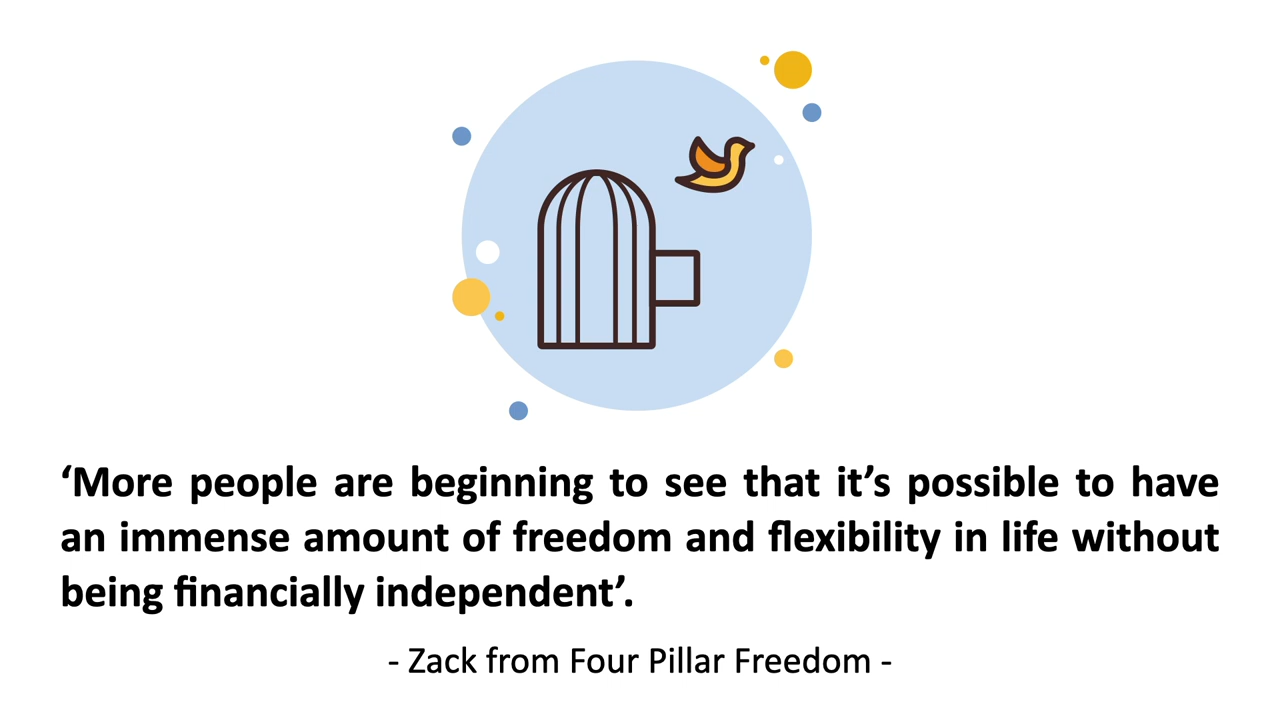 ‘More people are beginning to see that it’s possible to have
an immense amount of freedom and flexibility in life without
being financially independent’.
- Zack from Four Pillar Freedom -